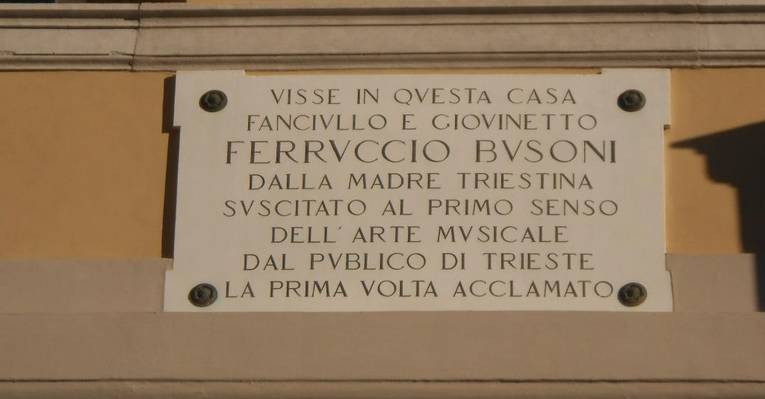 VISSE IN QVESTA CASA
FANCIVLLO E GIOVINETTO
FERRVCCIO BVSONI
DALLA MADRE TRIESTINA
SVSCITATO AL PRIMO SENSO
DELL' ARTE MVSICALE
DAL PVBLICO DI TRIESTE
LA PRIMA VOLTA ACCLAMATO